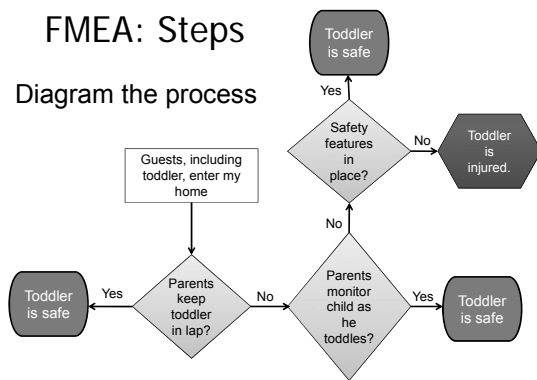 FMEA: Steps
Diagram the process
Toddler
is safe
Yes
Safety
features
in
place?
No
Toddler
is
injured.
Guests, including
toddler, enter my
home
No
Toddler
is safe
Yes
Parents
keep
toddler
in lap?
No
Parents
monitor
child as
he
toddles?
Yes
Toddler
is safe